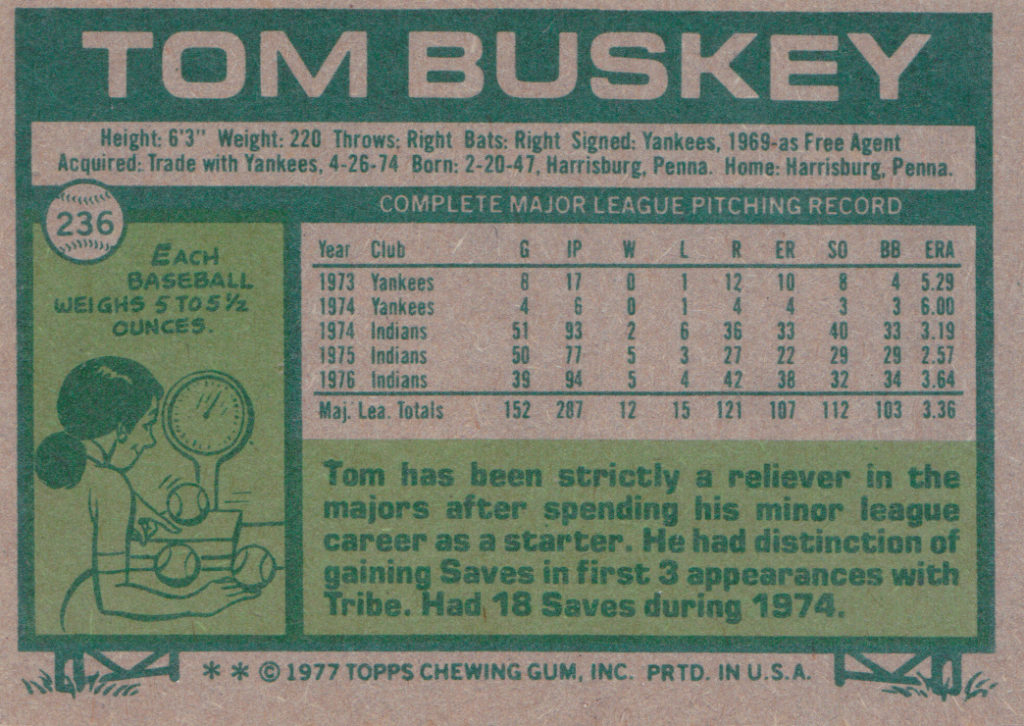 TOM BUSKEY
Height: 6'3" Weight: 220 Throws: Right Bats: Right Signed: Yankees, 1969-as Free Agent
Acquired: Trade with Yankees, 4-26-74 Born: 2-20-47, Harrisburg, Penna. Home: Harrisburg, Penna.
236
EACH
BASEBALL
WEIGHS 5 TO 5½
OUNCES.
COMPLETE MAJOR LEAGUE PITCHING RECORD
Year Club G IP W L R ER SO BB ERA
1973 Yankees 8 17 0 1 12 10 8 4 5.29
1974 Yankees 4 6 0 1 4 4 3 3 6.00
1974 Indians 51 93 2 6 36 33 40 33 3.19
1975 Indians 50 77 5 3 27 22 29 29 2.57
1976 Indians 39 94 5 4 42 38 32 34 3.64
Maj. Lea. Totals 152 287 12 15 121 107 112 103 3.36
Tom has been strictly a reliever in the
majors after spending his minor league
career as a starter. He had distinction of
gaining Saves in first 3 appearances with
Tribe. Had 18 Saves during 1974.
* * © 1977 TOPPS CHEWING GUM, INC. PRTD. IN U.S.A.